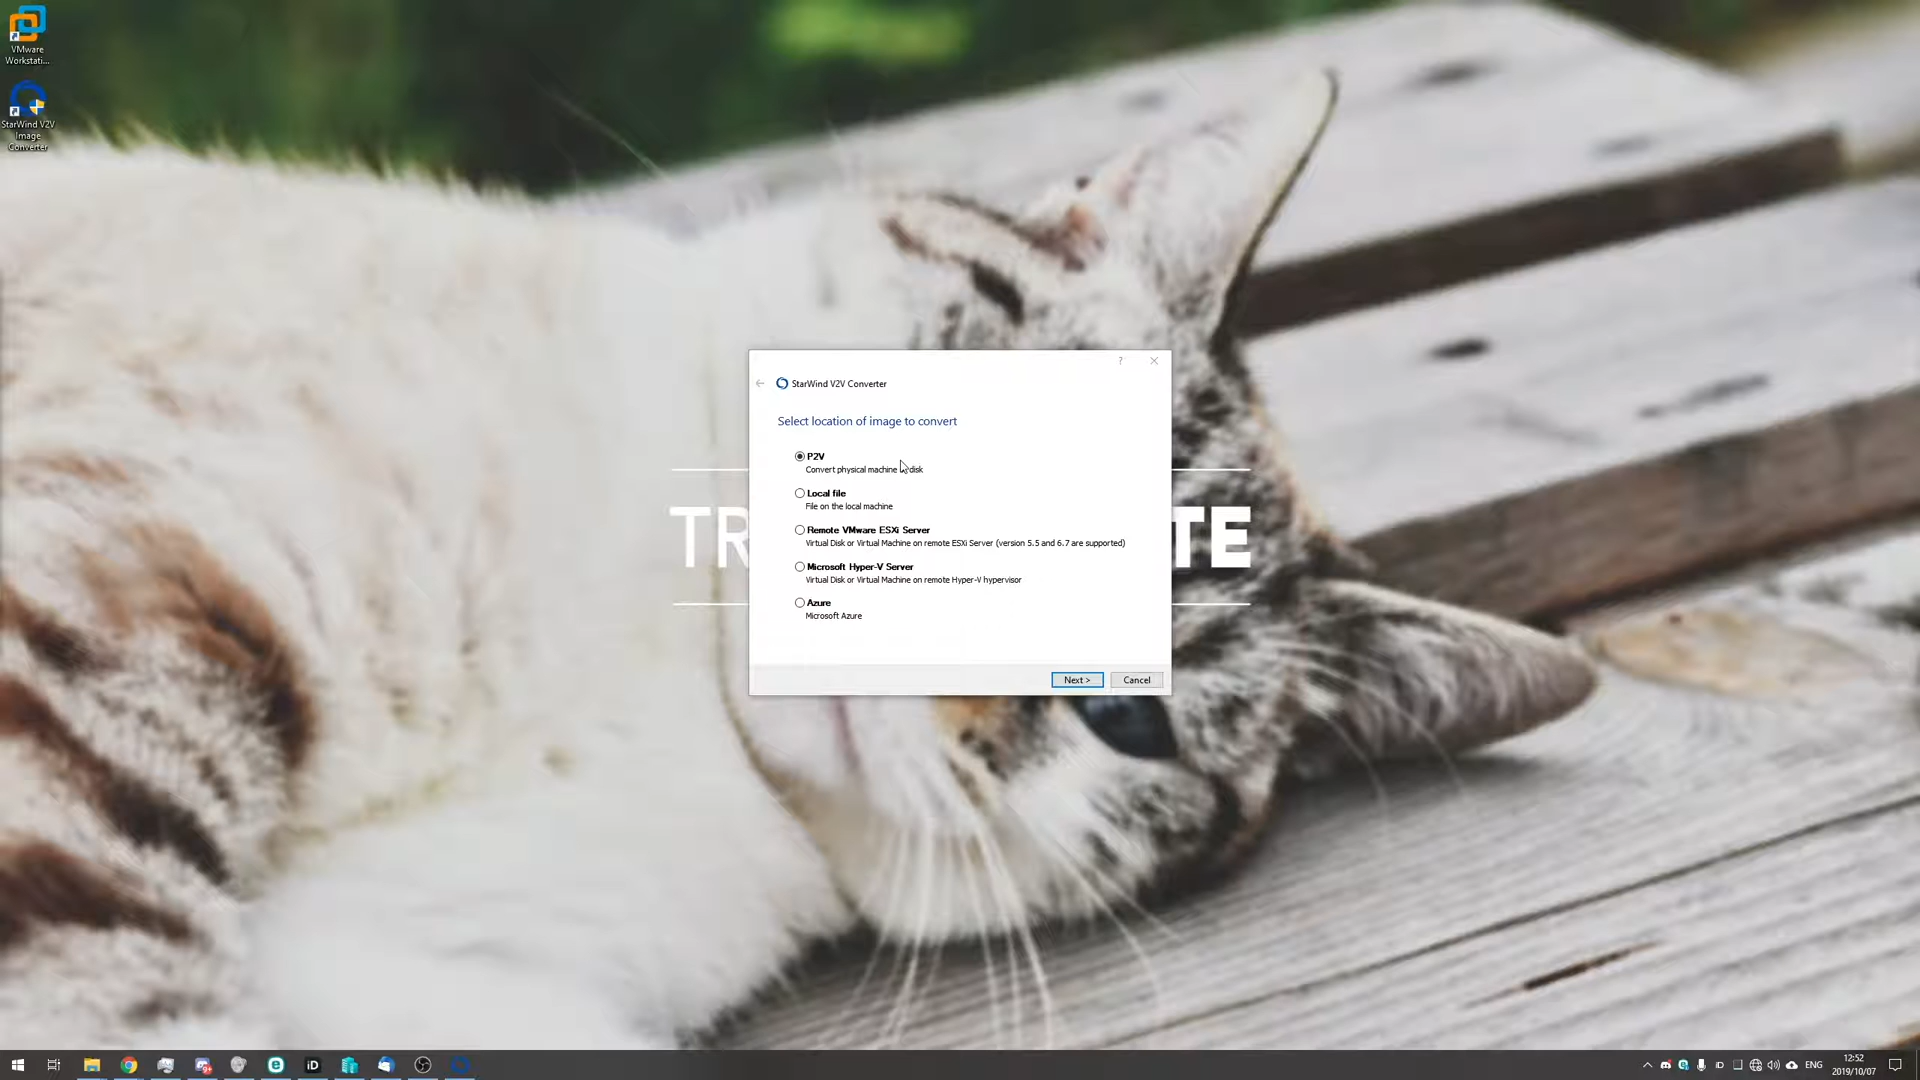 VMware
Workstati...
StarWind V2V
Image
Converter
StarWind V2V Converter
Select location of image to convert
P2V
Convert physical machine disk
Local file
File on the local machine
Remote VMware ESXi Server
Virtual Disk or Virtual Machine on remote ESXi Server (version 5.5 and 6.7 are supported)
TR
TE
Microsoft Hyper-V Server
Virtual Disk or Virtual Machine on remote Hyper-V hypervisor
Azure
Microsoft Azure
Next >
Cancel
iD
iD
ENG
12:52
2019/10/07